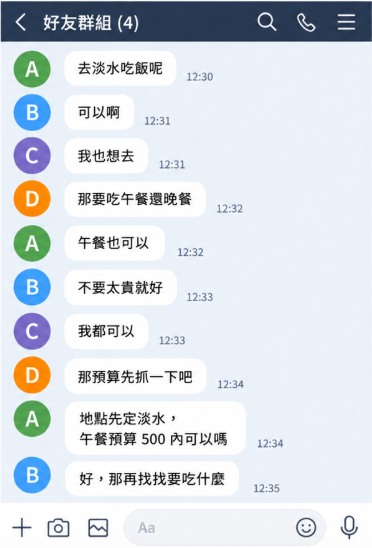 好友群組 (4)
A
去淡水吃飯呢
12:30
B
可以啊
12:31
C
我也想去
12:31
D
那要吃午餐還晚餐
12:32
A
午餐也可以
12:32
B
不要太貴就好
12:33
C
我都可以
12:33
D
那預算先抓一下吧
12:34
A
地點先定淡水，
午餐預算 500 內可以嗎
12:34
B
好，那再找找要吃什麼
12:35
Aa